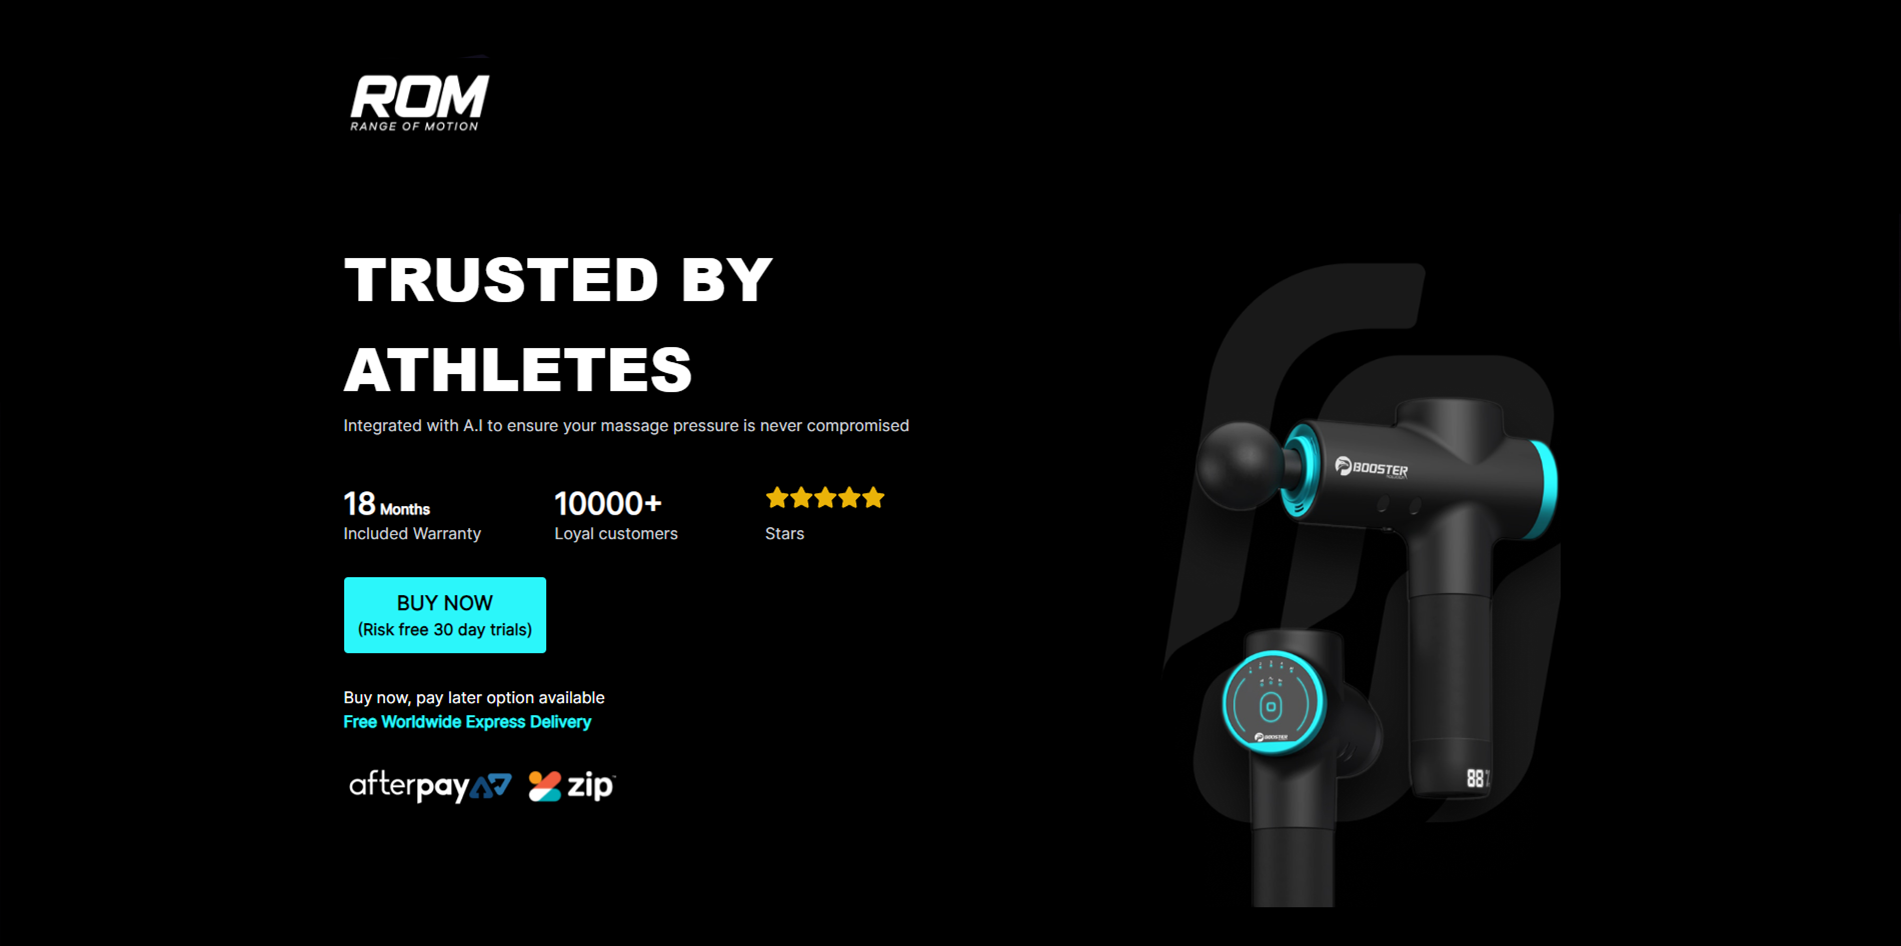 ROM
RANGE OF MOTION
TRUSTED BY
ATHLETES
Integrated with A.I to ensure your massage pressure is never compromised
18 Months
Included Warranty
10000+
Loyal customers
Stars
BUY NOW
(Risk free 30 day trials)
Buy now, pay later option available
Free Worldwide Express Delivery
afterpay
zip
BOOSTER
BOOSTER
88